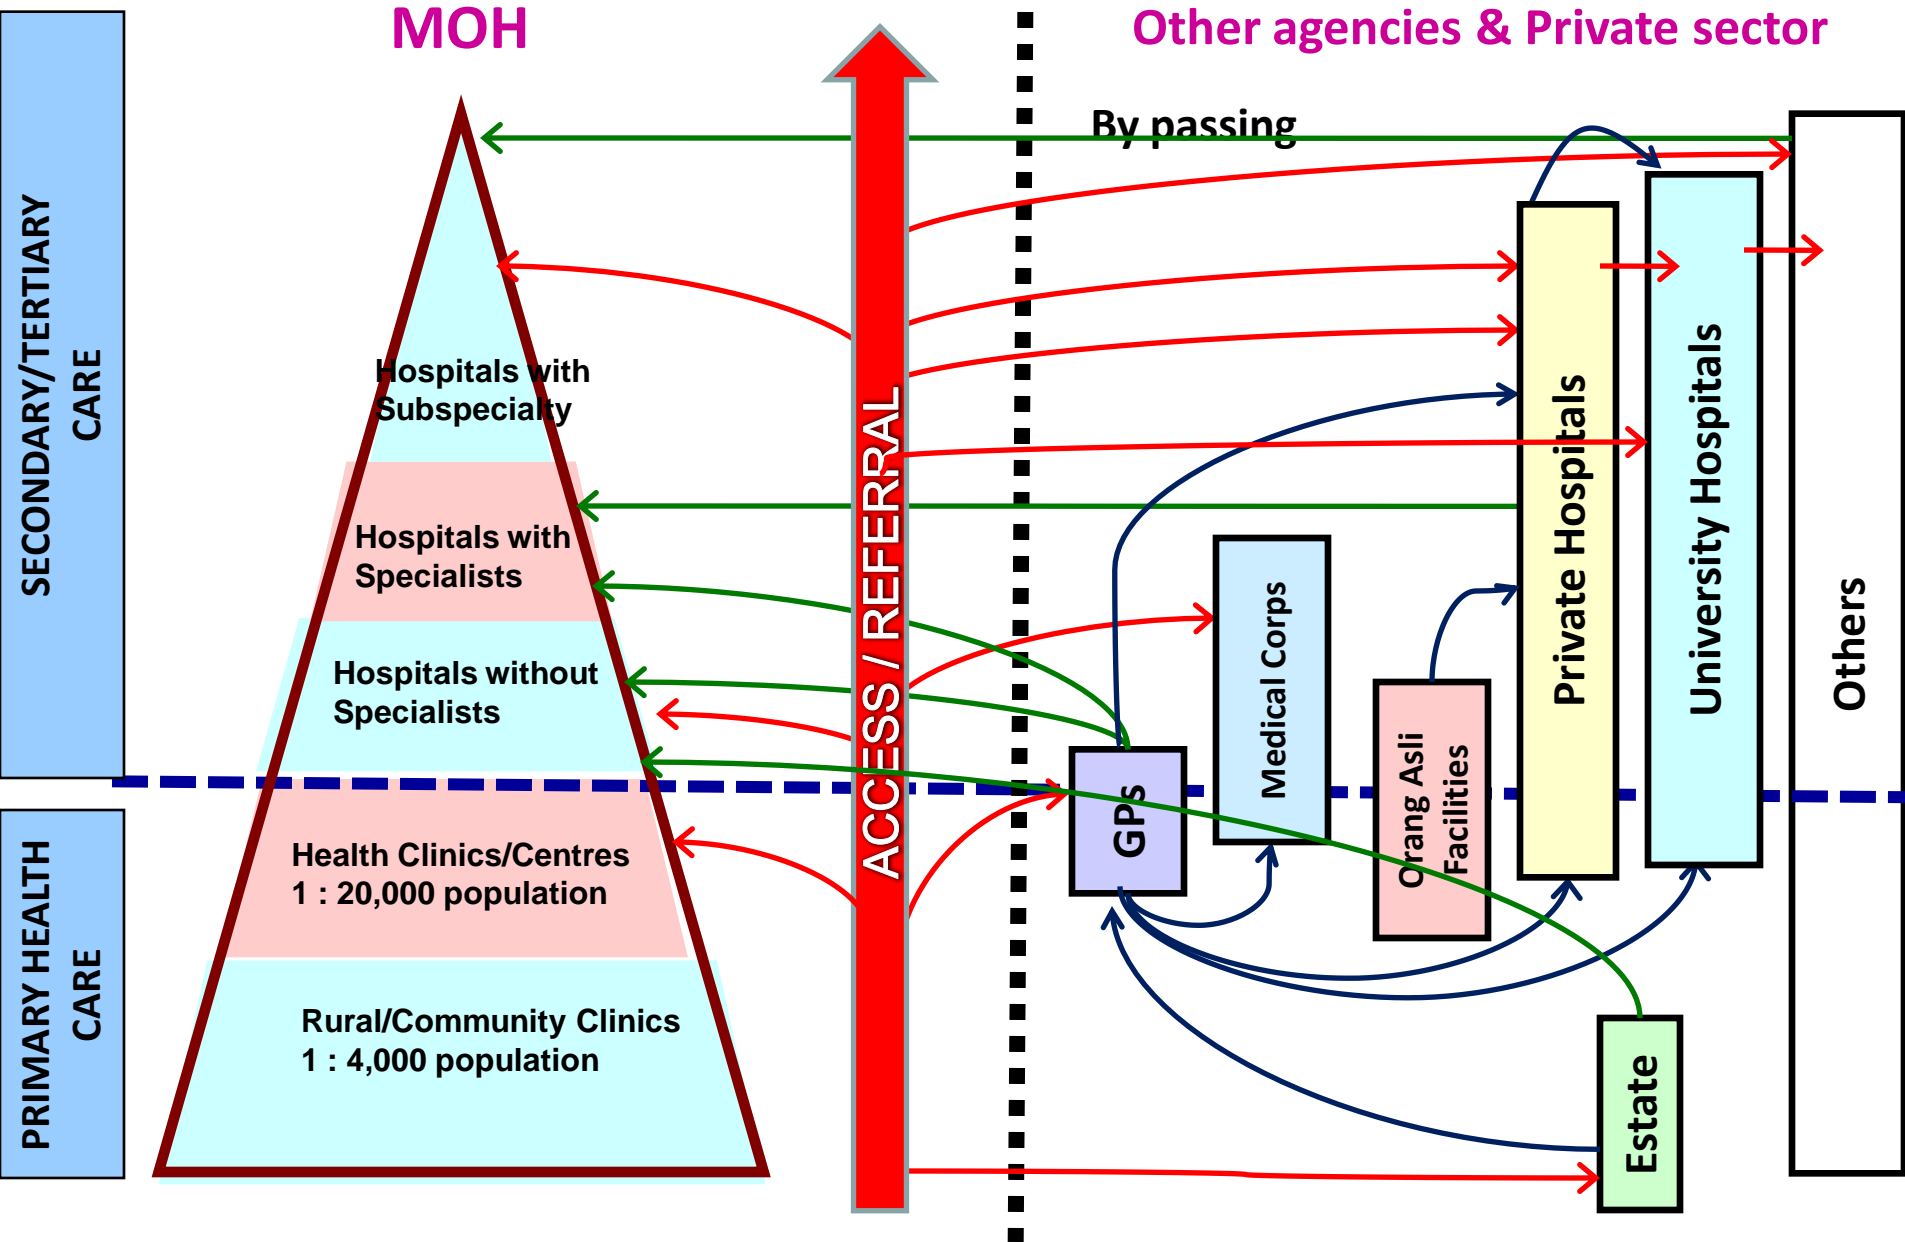 MOH
Other agencies & Private sector
By passing
SECONDARY/TERTIARY
CARE
PRIMARY HEALTH
CARE
Hospitals with
Subspecialty
Hospitals with
Specialists
Hospitals without
Specialists
Health Clinics/Centres
1 : 20,000 population
Rural/Community Clinics
1 : 4,000 population
ACCESS / REFERRAL
GPs
Medical Corps
Orang Asli
Facilities
Private Hospitals
University Hospitals
Others
Estate